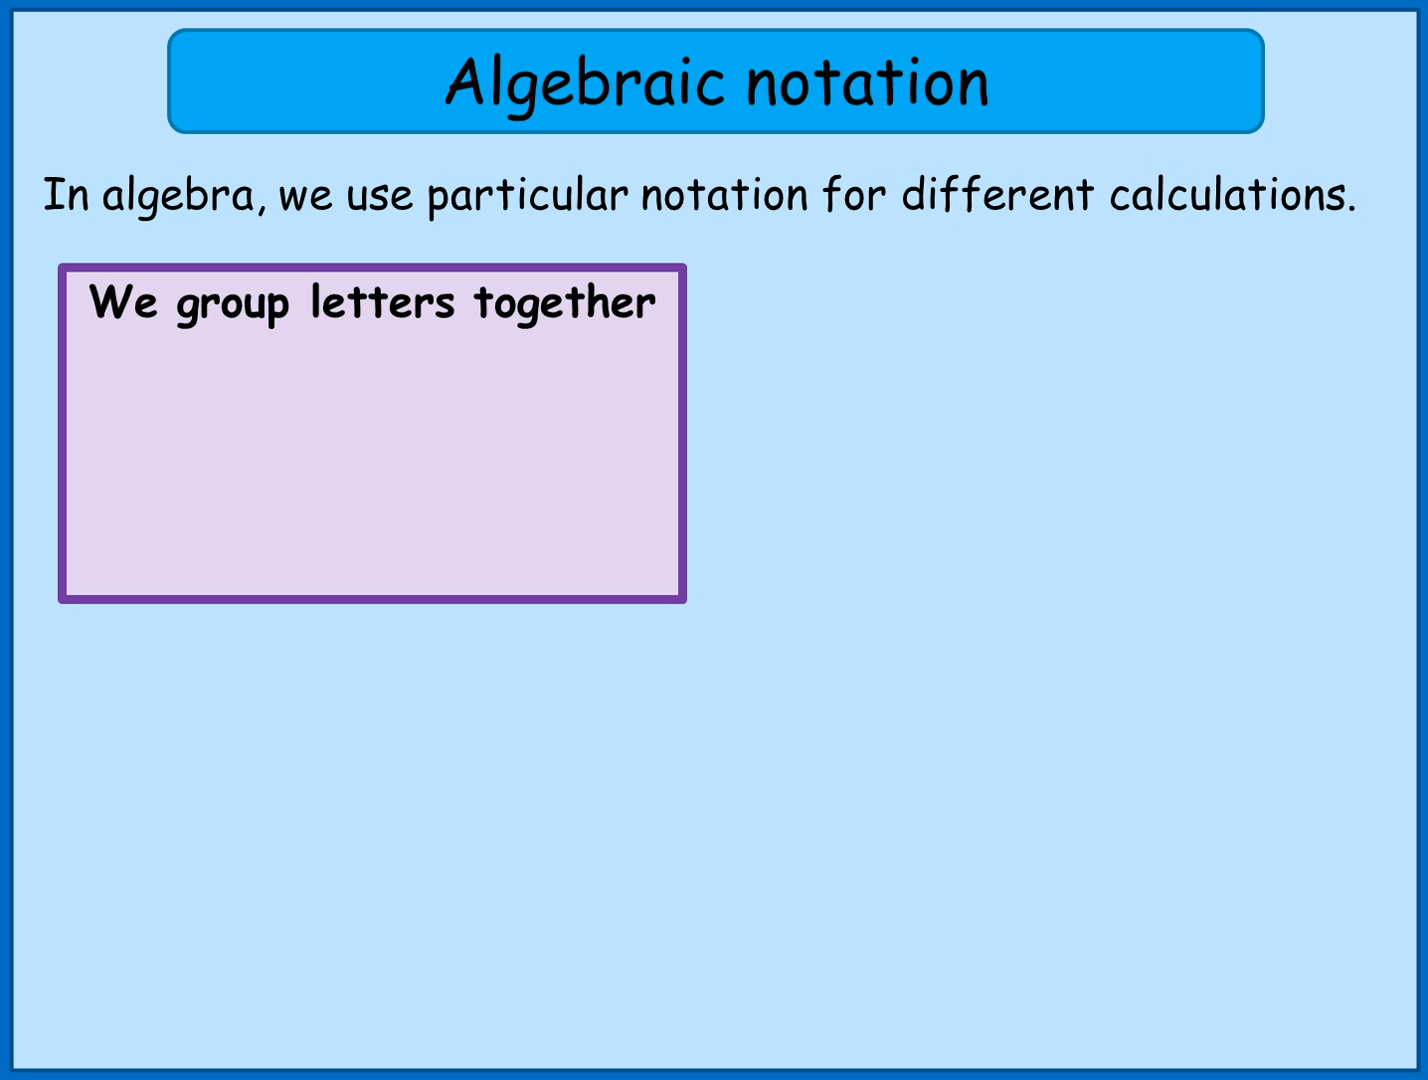 Algebraic notation
In algebra, we use particular notation for different calculations.
We group letters together